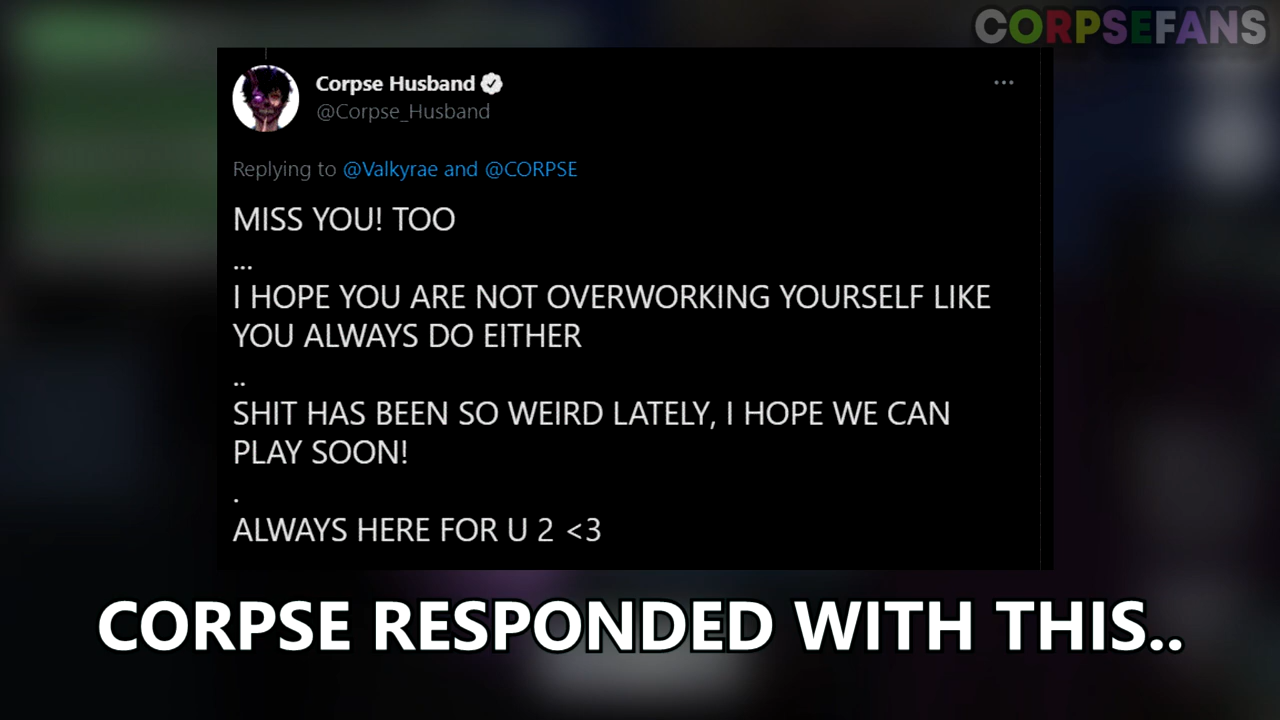 CORPSEFANS
Corpse Husband
@Corpse_Husband
Replying to @Valkyrae and @CORPSE
MISS YOU! TOO
...
I HOPE YOU ARE NOT OVERWORKING YOURSELF LIKE
YOU ALWAYS DO EITHER
..
SHIT HAS BEEN SO WEIRD LATELY, I HOPE WE CAN
PLAY SOON!
.
ALWAYS HERE FOR U 2 <3
CORPSE RESPONDED WITH THIS..